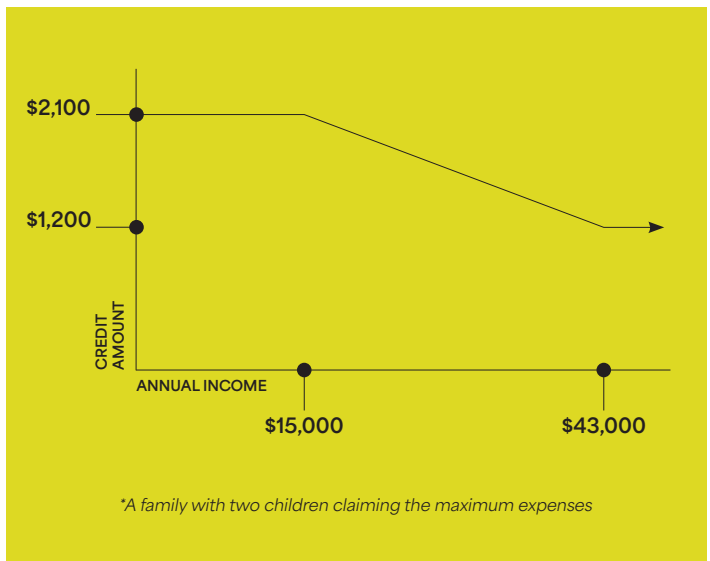 $2,100
$1,200
CREDIT
AMOUNT
ANNUAL INCOME
$15,000
$43,000
*A family with two children claiming the maximum expenses